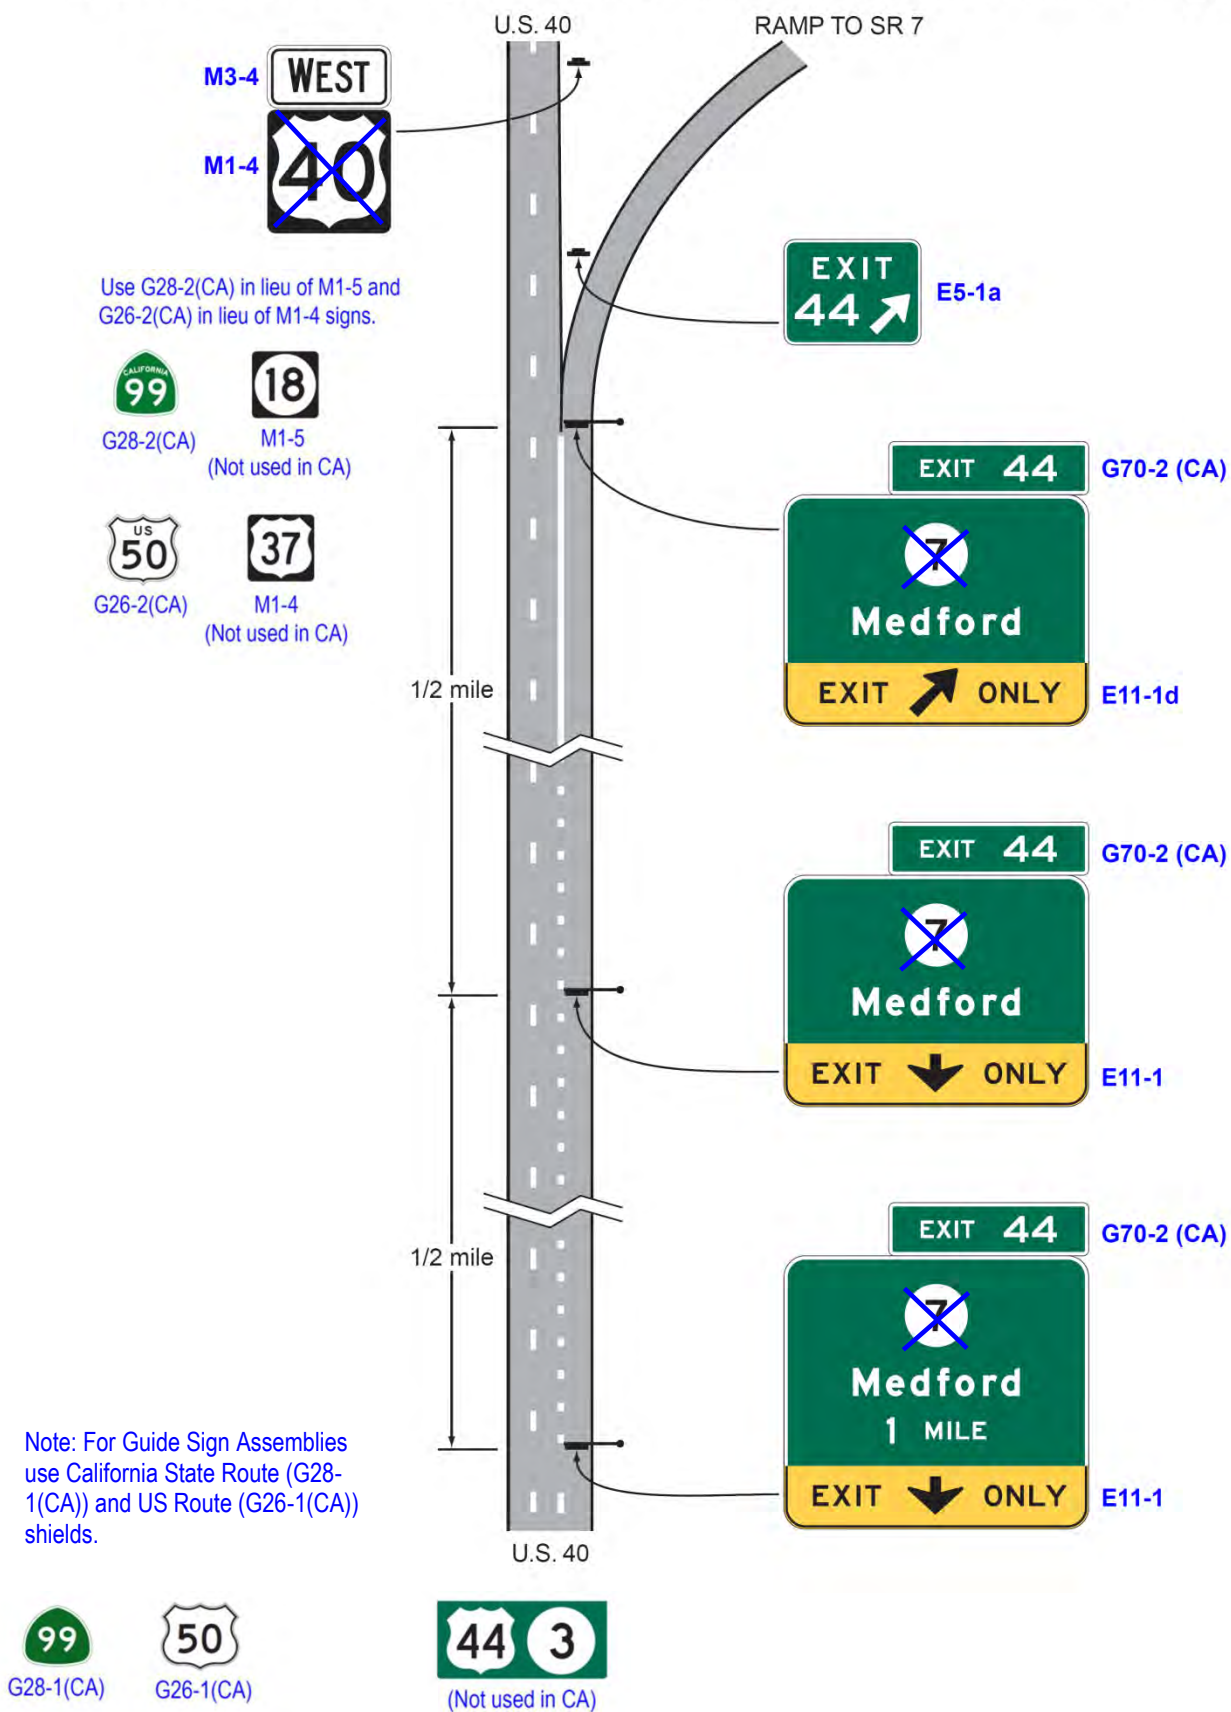 U.S. 40
RAMP TO SR 7
M3-4
WEST
M1-4
40
Use G28-2(CA) in lieu of M1-5 and
G26-2(CA) in lieu of M1-4 signs.
CALIFORNIA
99
18
G28-2(CA)
M1-5
(Not used in CA)
US
50
37
G26-2(CA)
M1-4
(Not used in CA)
EXIT
44
E5-1a
EXIT 44
G70-2 (CA)
7
Medford
EXIT ONLY
E11-1d
1/2 mile
EXIT 44
G70-2 (CA)
7
Medford
EXIT ONLY
E11-1
1/2 mile
EXIT 44
G70-2 (CA)
7
Medford
1 MILE
EXIT ONLY
E11-1
U.S. 40
Note: For Guide Sign Assemblies
use California State Route (G28-
1(CA)) and US Route (G26-1(CA))
shields.
99
50
44 3
G28-1(CA)
G26-1(CA)
(Not used in CA)